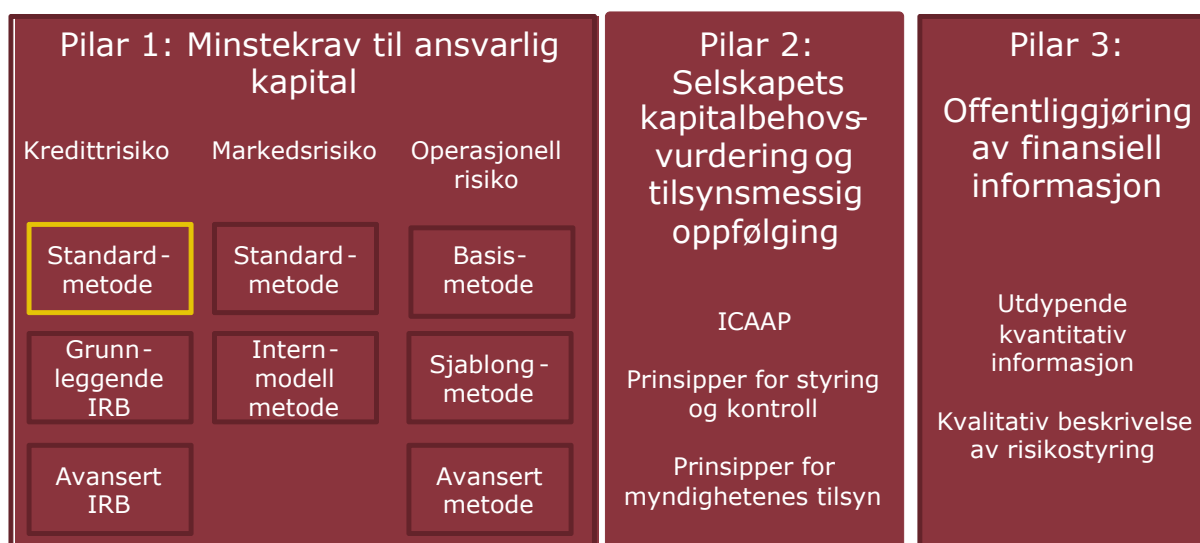 Pilar 1: Minstekrav til ansvarlig
kapital
Kredittrisiko
Markedsrisiko
Operasjonell
risiko
Standard-
metode
Standard-
metode
Basis-
metode
Grunn-
leggende
IRB
Intern-
modell
metode
Sjablong-
metode
Avansert
IRB
Avansert
metode
Pilar 2:
Selskapets
kapitalbehovs-
vurdering og
tilsynsmessig
oppfølging
ICAAP
Prinsipper for styring
og kontroll
Prinsipper for
myndighetenes tilsyn
Pilar 3:
Offentliggjøring
av finansiell
informasjon
Utdypende
kvantitativ
informasjon
Kvalitativ beskrivelse
av risikostyring